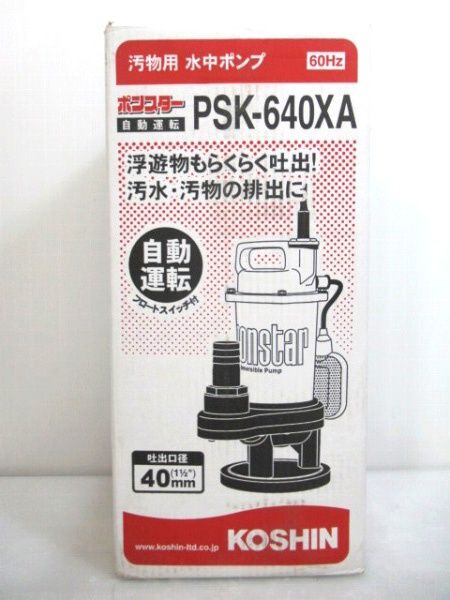 汚物用 水中ポンプ
60Hz
ポンスター
自動運転
PSK-640XA
浮遊物もらくらく吐出!
汚水・汚物の排出に
自動
運転
フロートスイッチ付
onstar
mersible Pump
吐出口径
40mm
(1½")
www.koshin-ltd.co.jp
KOSHIN